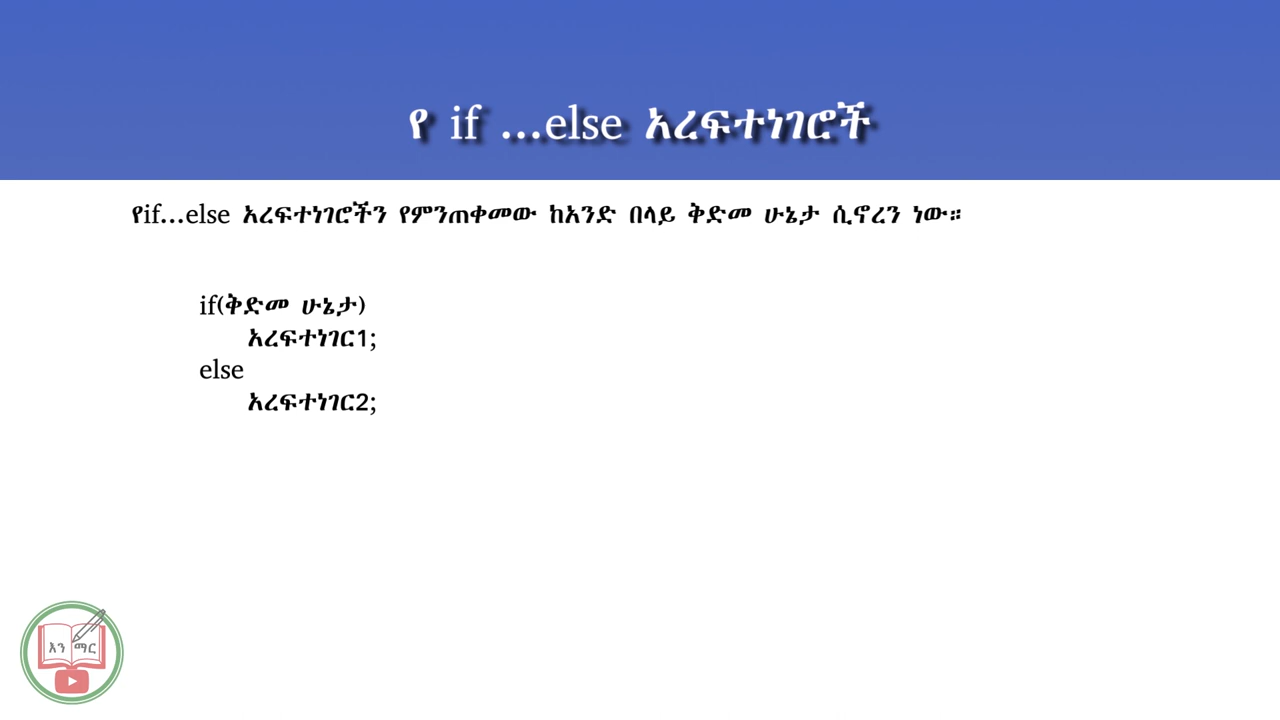 የ if ...else አረፍተነገሮች
የif...else አረፍተነገሮችን የምንጠቀመው ከአንድ በላይ ቅድመ ሁኔታ ሲኖረን ነው።
if(ቅድመ ሁኔታ)
አረፍተነገር1;
else
አረፍተነገር2;
እን ማር